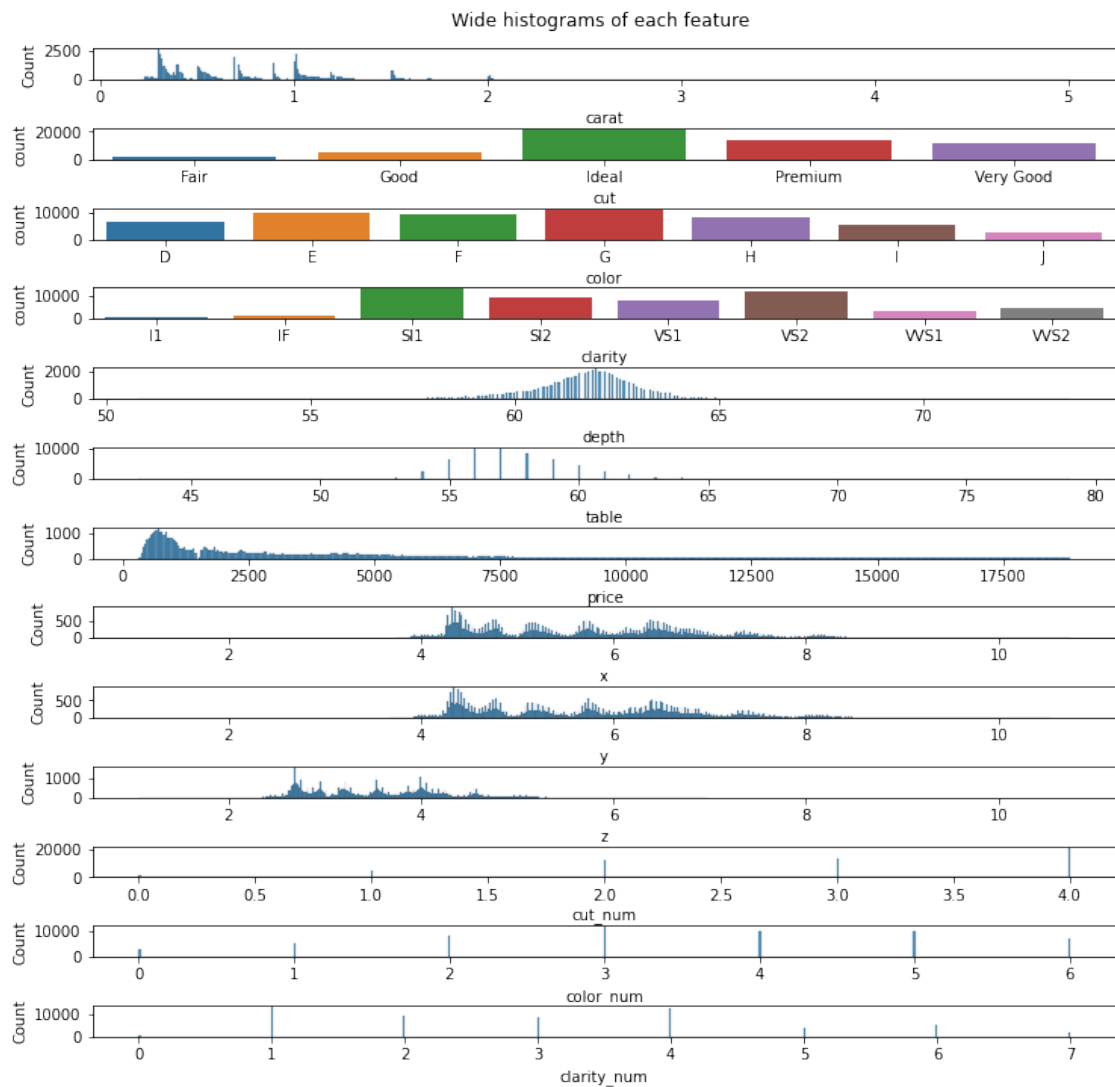 Wide histograms of each feature
Count
2500
0
0 1 2 3 4 5
carat
count
20000
0
Fair Good Ideal Premium Very Good
cut
count
10000
0
D E F G H I J
color
count
10000
0
I1 IF SI1 SI2 VS1 VS2 VVS1 VVS2
clarity
Count
2000
0
50 55 60 65 70
depth
Count
10000
0
45 50 55 60 65 70 75 80
table
Count
1000
0
0 2500 5000 7500 10000 12500 15000 17500
price
Count
500
0
2 4 6 8 10
x
Count
500
0
2 4 6 8 10
y
Count
1000
0
2 4 6 8 10
z
Count
20000
0
0.0 0.5 1.0 1.5 2.0 2.5 3.0 3.5 4.0
cut_num
Count
10000
0
0 1 2 3 4 5 6
color_num
Count
10000
0
0 1 2 3 4 5 6 7
clarity_num